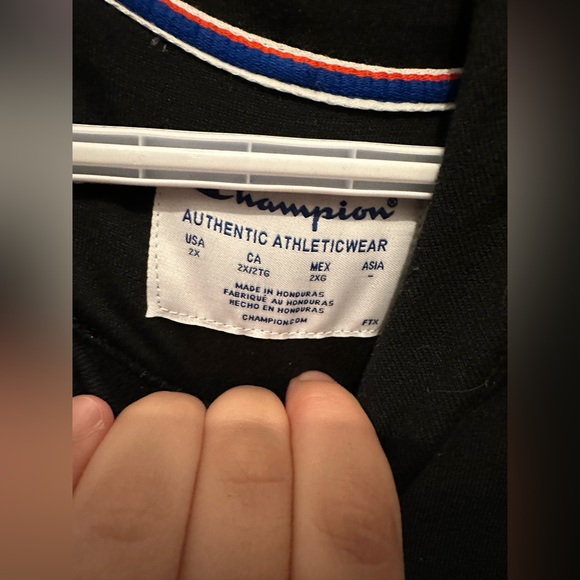 Champion®
AUTHENTIC ATHLETICWEAR
USA CA MEX ASIA
2X 2X/2TG 2XG -
MADE IN HONDURAS
FABRIQUÉ AU HONDURAS
HECHO EN HONDURAS
CHAMPION.COM
FTX